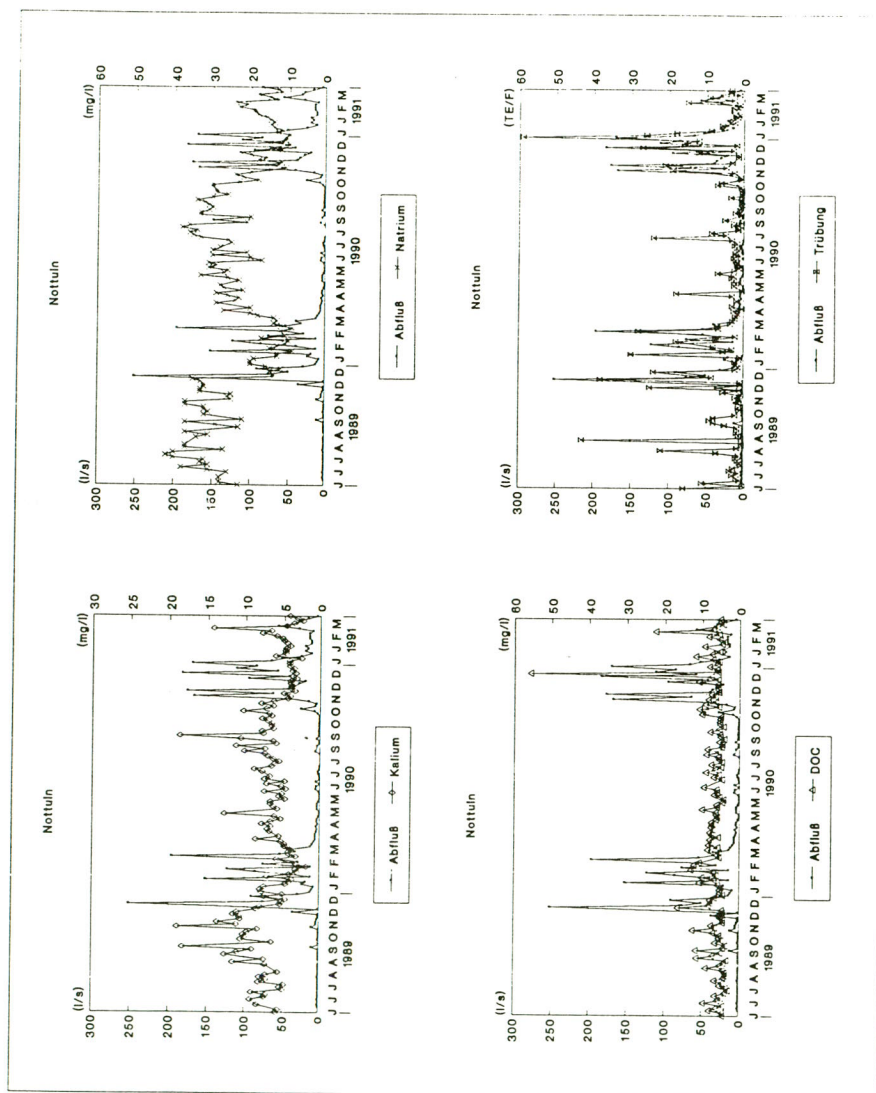 Nottuln
(l/s)
(mg/l)
300
250
200
150
100
50
0
30
25
20
15
10
5
0
J J J A A S O N D D J F F M A A M M J J J S S O O N D D J J F M
1989
1990
1991
Abfluß
Kalium
Nottuln
(l/s)
(mg/l)
300
250
200
150
100
50
0
60
50
40
30
20
10
0
J J J A A S O N D D J F F M A A M M J J J S S O O N D D J J F M
1989
1990
1991
Abfluß
Natrium
Nottuln
(l/s)
(mg/l)
300
250
200
150
100
50
0
60
50
40
30
20
10
0
J J J A A S O N D D J F F M A A M M J J J S S O O N D D J J F M
1989
1990
1991
Abfluß
DOC
Nottuln
(l/s)
(TE/F)
300
250
200
150
100
50
0
60
50
40
30
20
10
0
J J J A A S O N D D J F F M A A M M J J J S S O O N D D J J F M
1989
1990
1991
Abfluß
Trübung